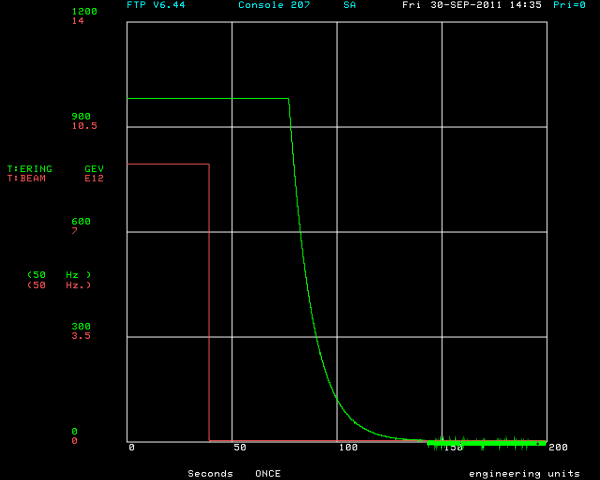 FTP V6.44 Console 207 SA Fri 30-SEP-2011 14:35 Pri=0
1200
14
900
10.5
T:ERING GEV
T:BEAM E12
600
7
(50 Hz )
(50 Hz.)
300
3.5
0
0
0 50 100 150 200
Seconds ONCE engineering units